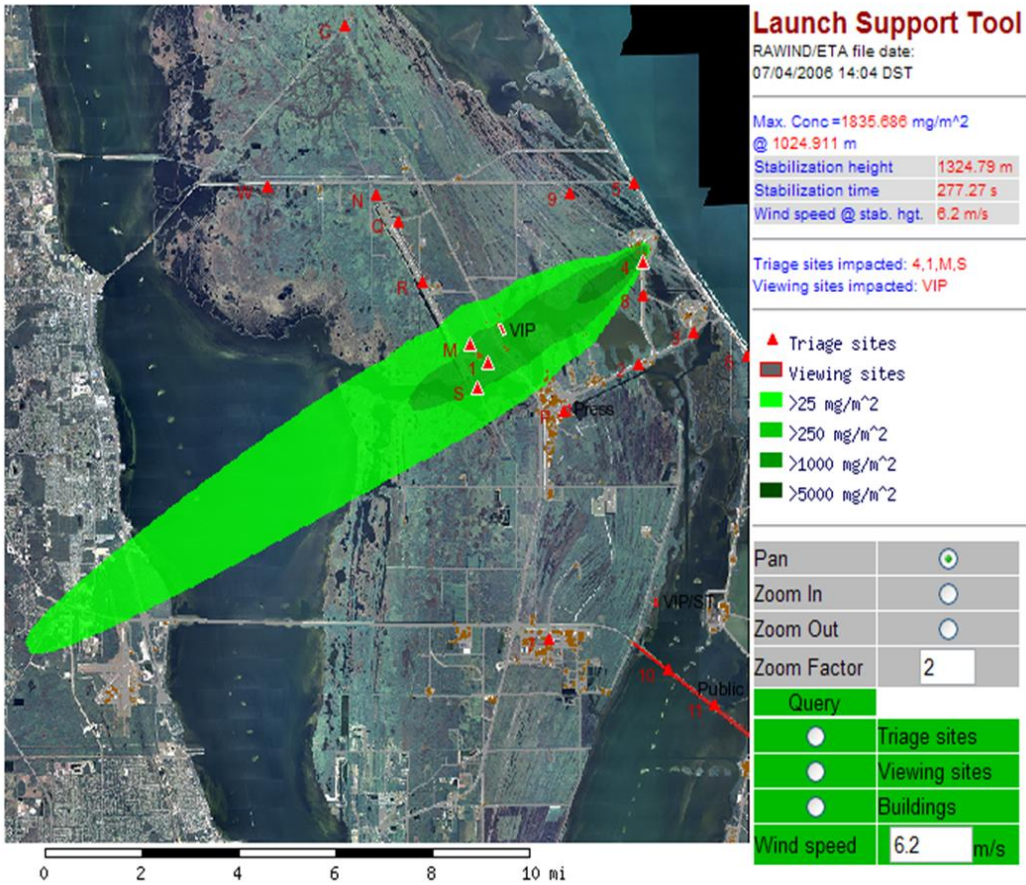 Launch Support Tool
RAWIND/ETA file date:
07/04/2006 14:04 DST
Max. Conc =1835.686 mg/m^2
@ 1024.911 m
Stabilization height 1324.79 m
Stabilization time 277.27 s
Wind speed @ stab. hgt. 6.2 m/s
Triage sites impacted: 4,1,M,S
Viewing sites impacted: VIP
Triage sites
Viewing sites
>25 mg/m^2
>250 mg/m^2
>1000 mg/m^2
>5000 mg/m^2
Pan
Zoom In
Zoom Out
Zoom Factor 2
Query
Triage sites
Viewing sites
Buildings
Wind speed 6.2 m/s
W
N
9
5
Q
4
R
8
VIP
M
1
2
S
Press
10
Public
11
0 2 4 6 8 10 mi